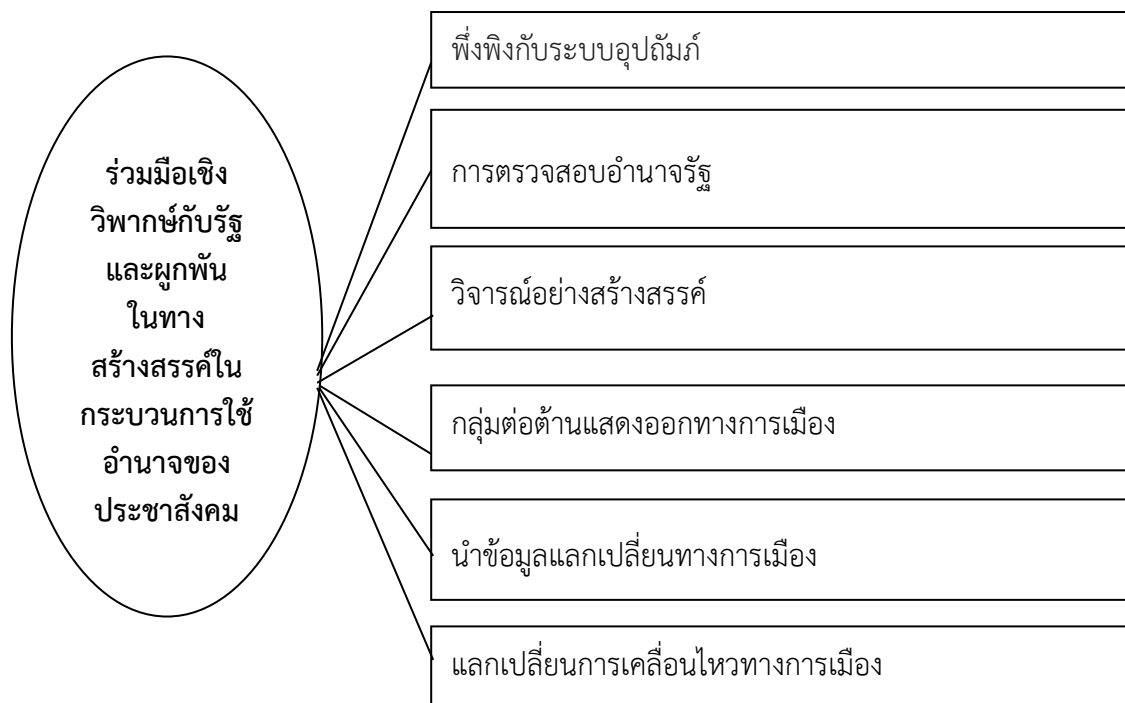 ร่วมมือเชิง
วิพากษ์กับรัฐ
และผูกพัน
ในทาง
สร้างสรรค์ใน
กระบวนการใช้
อำนาจของ
ประชาสังคม
พึ่งพิงกับระบบอุปถัมภ์
การตรวจสอบอำนาจรัฐ
วิจารณ์อย่างสร้างสรรค์
กลุ่มต่อต้านแสดงออกทางการเมือง
นำข้อมูลแลกเปลี่ยนทางการเมือง
แลกเปลี่ยนการเคลื่อนไหวทางการเมือง